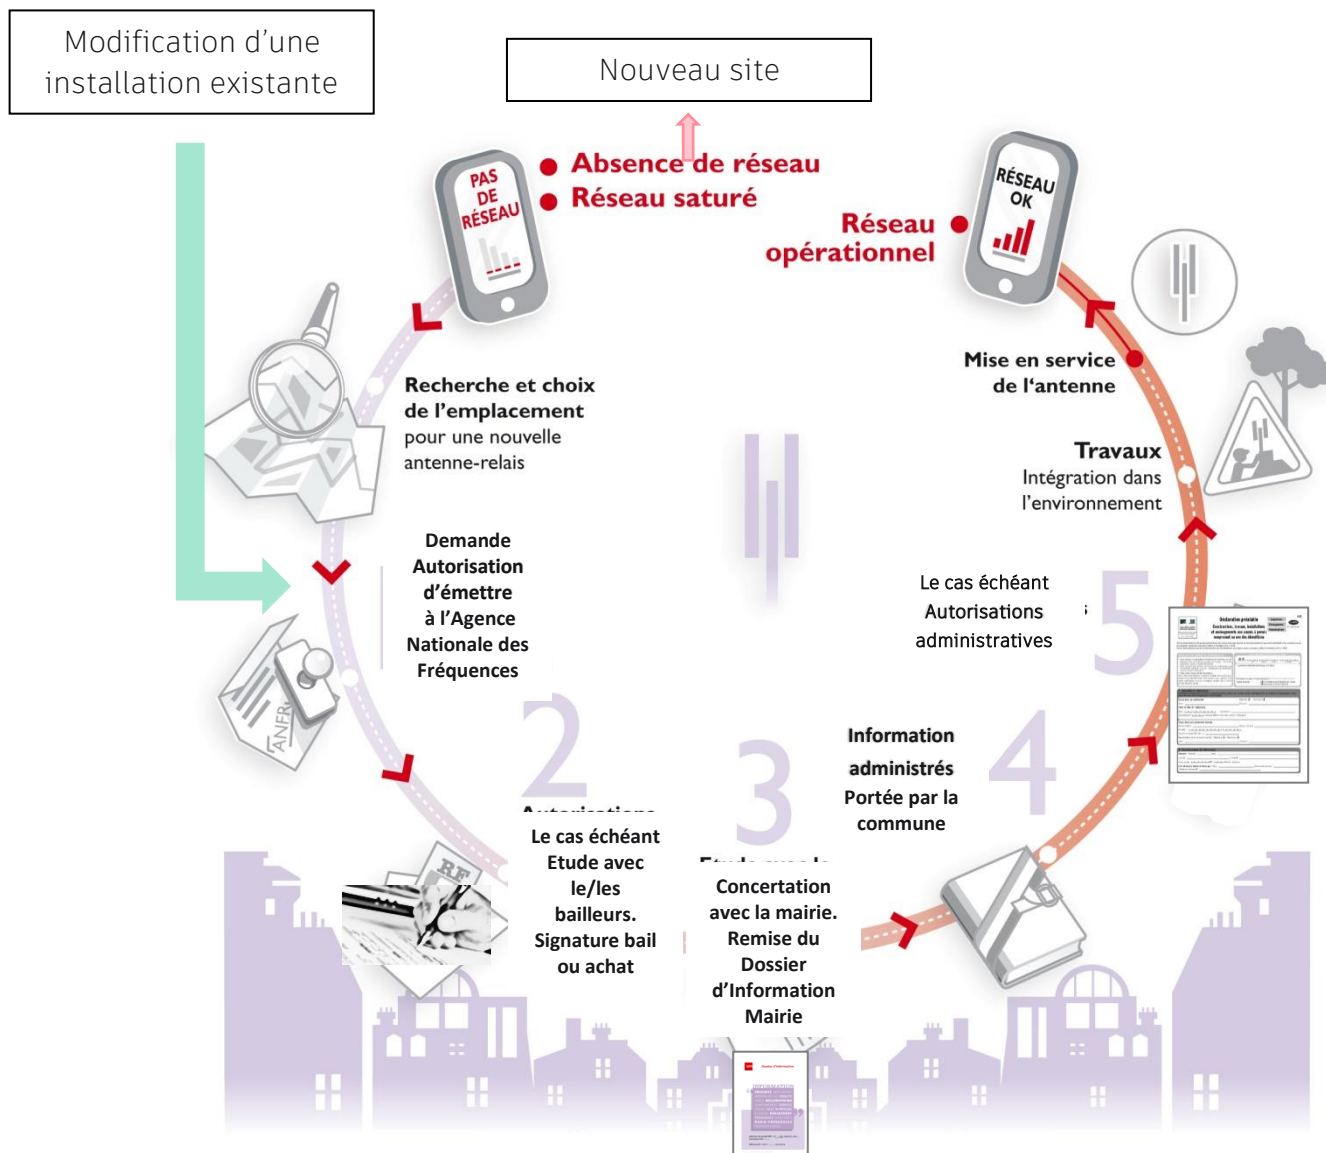 Modification d’une
installation existante
Nouveau site
Absence de réseau
Réseau saturé
PAS
DE
RÉSEAU
RÉSEAU
OK
Réseau
opérationnel
Recherche et choix
de l’emplacement
pour une nouvelle
antenne-relais
Mise en service
de l‘antenne
Travaux
Intégration dans
l’environnement
Demande
Autorisation
d’émettre
à l’Agence
Nationale des
Fréquences
ANFR
Le cas échéant
Autorisations
administratives
5
Déclaration préalable
2
3
4
Information
administrés
Portée par la
commune
RF
Le cas échéant
Etude avec
le/les
bailleurs.
Signature bail
ou achat
Concertation
avec la mairie.
Remise du
Dossier
d’Information
Mairie
INFORMATION